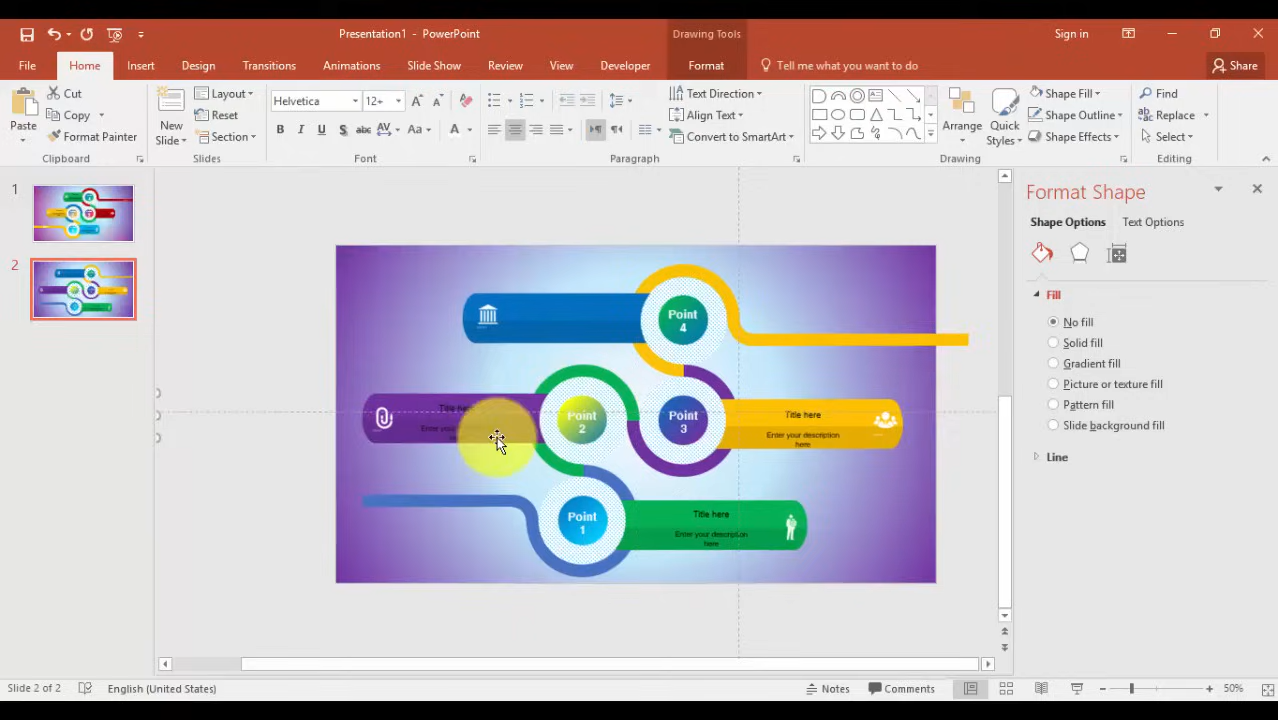 Presentation1 - PowerPoint
Drawing Tools
Sign in
File
Home
Insert
Design
Transitions
Animations
Slide Show
Review
View
Developer
Format
Tell me what you want to do
Share
Paste
Cut
Copy
Format Painter
Clipboard
New
Slide
Layout
Reset
Section
Slides
Helvetica
12+
B I U S abc AV Aa A
Font
Text Direction
Align Text
Convert to SmartArt
Paragraph
Arrange
Quick
Styles
Shape Fill
Shape Outline
Shape Effects
Drawing
Find
Replace
Select
Editing
1
2
Point
4
Title here
Enter your
Point
2
Point
3
Title here
Enter your description
here
Point
1
Title here
Enter your description
here
Format Shape
Shape Options
Text Options
Fill
No fill
Solid fill
Gradient fill
Picture or texture fill
Pattern fill
Slide background fill
Line
Slide 2 of 2
English (United States)
Notes
Comments
50%